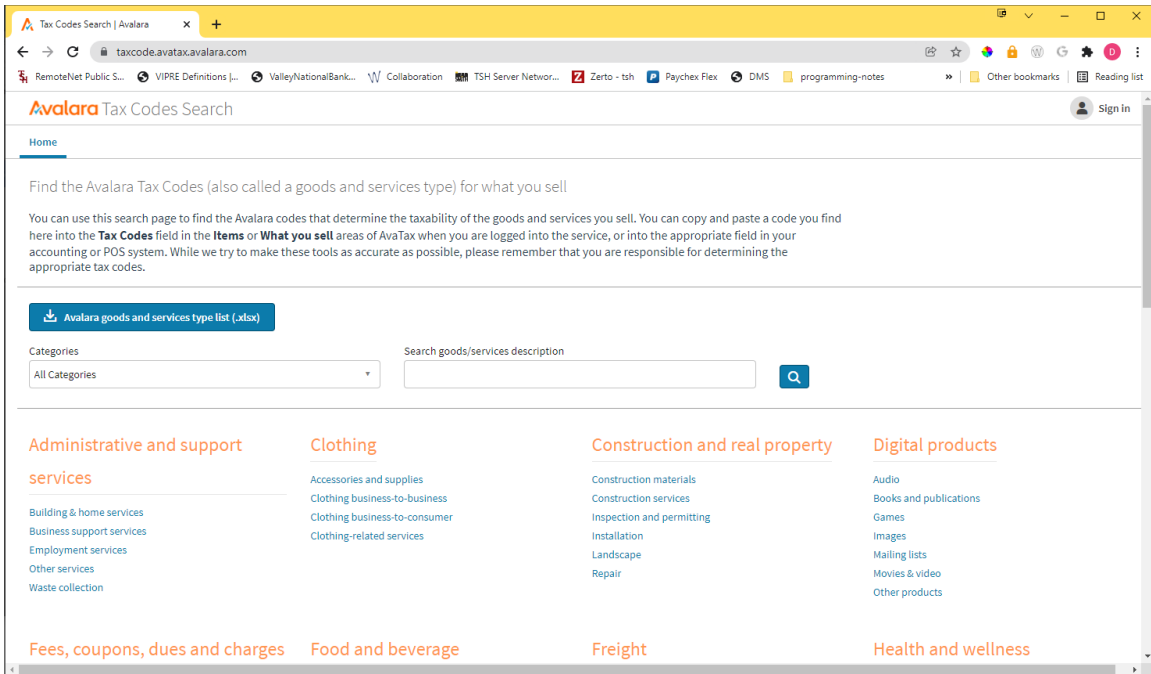 Tax Codes Search | Avalara
taxcode.avatax.avalara.com
D
RemoteNet Public S...
VIPRE Definitions |...
ValleyNationalBank...
Collaboration
TSH Server Networ...
Z
Zerto - tsh
P
Paychex Flex
DMS
programming-notes
»
Other bookmarks
Reading list
Avalara Tax Codes Search
Sign in
Home
Find the Avalara Tax Codes (also called a goods and services type) for what you sell
You can use this search page to find the Avalara codes that determine the taxability of the goods and services you sell. You can copy and paste a code you find
here into the Tax Codes field in the Items or What you sell areas of AvaTax when you are logged into the service, or into the appropriate field in your
accounting or POS system. While we try to make these tools as accurate as possible, please remember that you are responsible for determining the
appropriate tax codes.
Avalara goods and services type list (.xlsx)
Categories
All Categories
Search goods/services description
Administrative and support
services
Building & home services
Business support services
Employment services
Other services
Waste collection
Clothing
Accessories and supplies
Clothing business-to-business
Clothing business-to-consumer
Clothing-related services
Construction and real property
Construction materials
Construction services
Inspection and permitting
Installation
Landscape
Repair
Digital products
Audio
Books and publications
Games
Images
Mailing lists
Movies & video
Other products
Fees, coupons, dues and charges
Food and beverage
Freight
Health and wellness